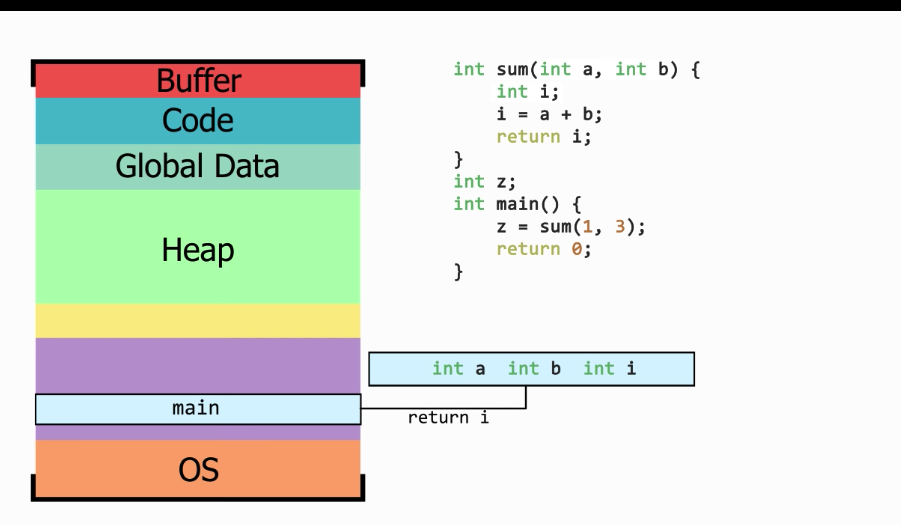 Buffer
Code
Global Data
Heap
main
OS
int sum(int a, int b) {
int i;
i = a + b;
return i;
}
int z;
int main() {
z = sum(1, 3);
return 0;
}
int a int b int i
return i